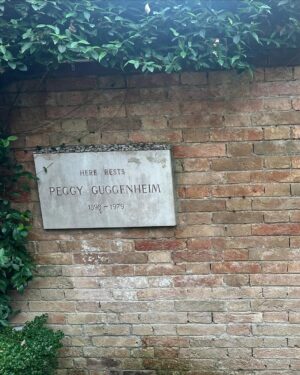 HERE RESTS
PEGGY GUGGENHEIM
1898 – 1979